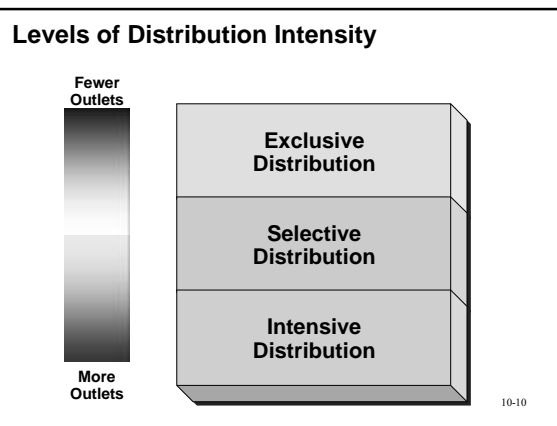 Levels of Distribution Intensity
Fewer
Outlets
Exclusive
Distribution
Selective
Distribution
Intensive
Distribution
More
Outlets
10-10